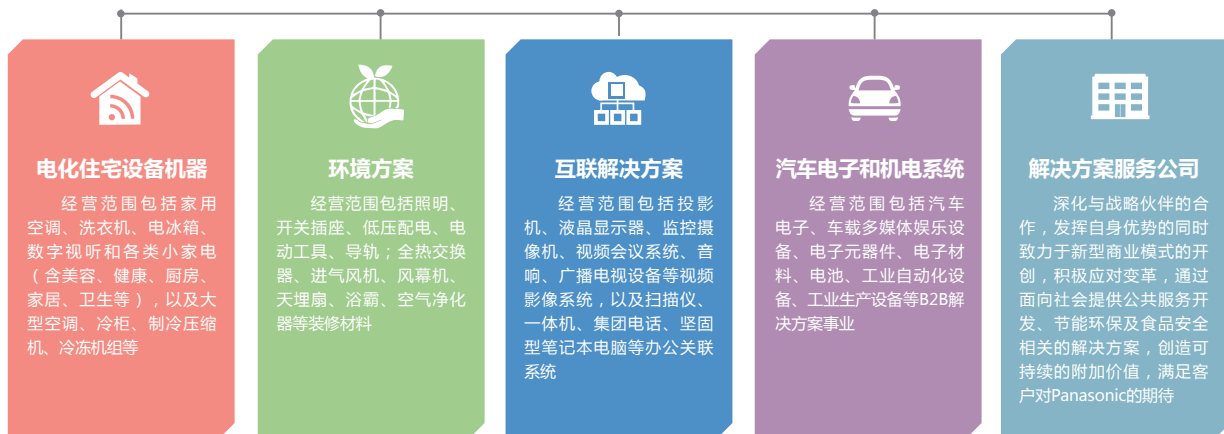 电化住宅设备机器
经营范围包括家用
空调、洗衣机、电冰箱、
数字视听和各类小家电
（含美容、健康、厨房、
家居、卫生等），以及大
型空调、冷柜、制冷压缩
机、冷冻机组等
环境方案
经营范围包括照明、
开关插座、低压配电、电
动工具、导轨；全热交换
器、进气风机、风幕机、
天埋扇、浴霸、空气净化
器等装修材料
互联解决方案
经营范围包括投影
机、液晶显示器、监控摄
像机、视频会议系统、音
响、广播电视设备等视频
影像系统，以及扫描仪、
一体机、集团电话、坚固
型笔记本电脑等办公关联
系统
汽车电子和机电系统
经营范围包括汽车
电子、车载多媒体娱乐设
备、电子元器件、电子材
料、电池、工业自动化设
备、工业生产设备等B2B解
决方案事业
解决方案服务公司
深化与战略伙伴的合
作，发挥自身优势的同时
致力于新型商业模式的开
创，积极应对变革，通过
面向社会提供公共服务开
发、节能环保及食品安全
相关的解决方案，创造可
持续的附加价值，满足客
户对Panasonic的期待